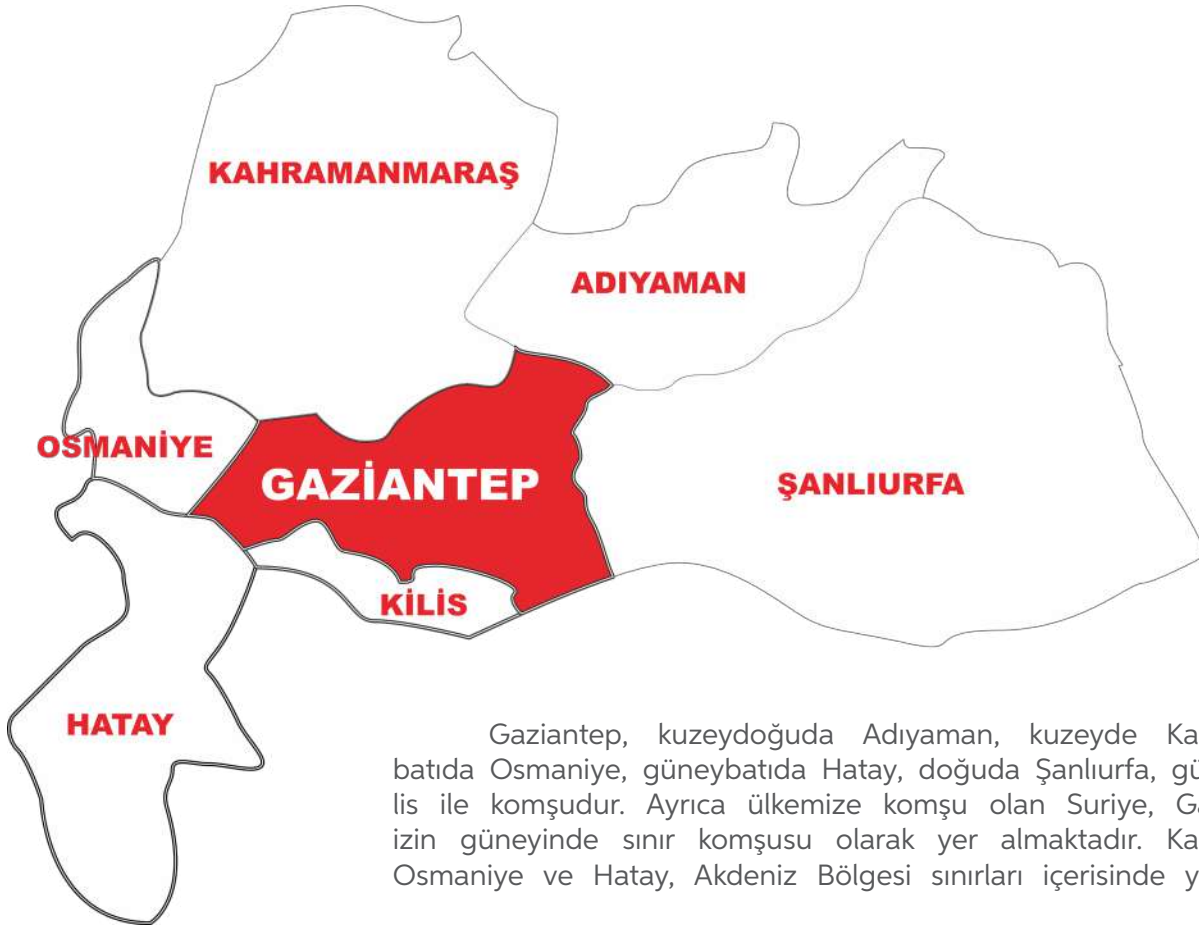 KAHRAMANMARAŞ
ADIYAMAN
OSMANİYE
GAZİANTEP
ŞANLIURFA
KİLİS
HATAY
Gaziantep, kuzeydoğuda Adıyaman, kuzeyde Ka
batıda Osmaniye, güneybatıda Hatay, doğuda Şanlıurfa, gü
lis ile komşudur. Ayrıca ülkemize komşu olan Suriye, Ga
izin güneyinde sınır komşusu olarak yer almaktadır. Ka
Osmaniye ve Hatay, Akdeniz Bölgesi sınırları içerisinde y